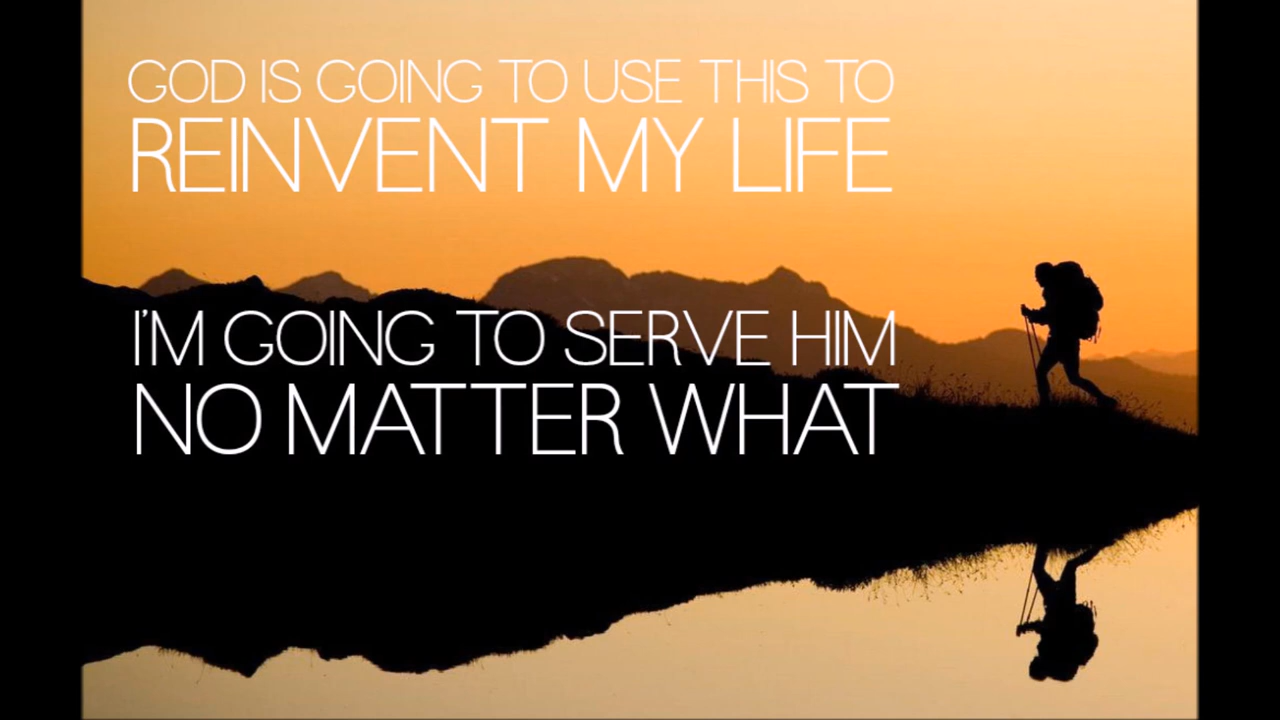 GOD IS GOING TO USE THIS TO
REINVENT MY LIFE
I'M GOING TO SERVE HIM
NO MATTER WHAT